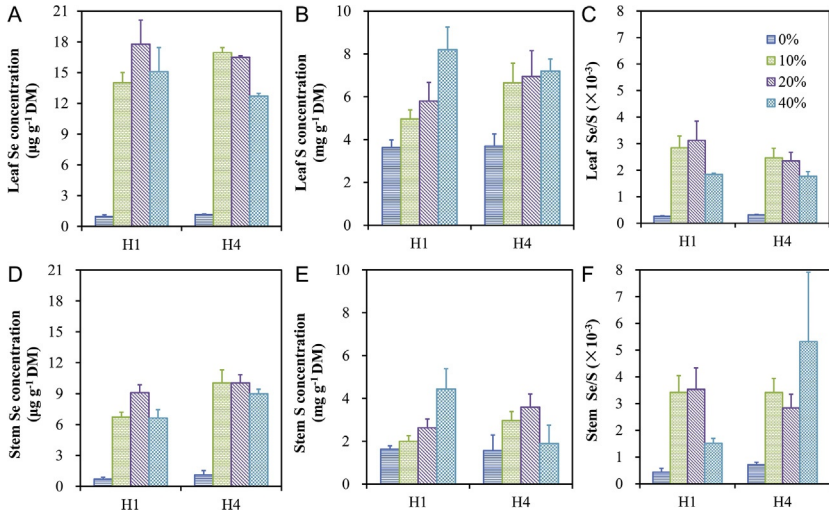 A
Leaf Se concentration
(µg g-1 DM)
21
18
15
12
9
6
3
0
H1
H4
B
Leaf S concentration
(mg g-1 DM)
10
8
6
4
2
0
H1
H4
C
Leaf Se/S (×10-3)
8
7
6
5
4
3
2
1
0
H1
H4
0%
10%
20%
40%
D
Stem Se concentration
(µg g-1 DM)
21
18
15
12
9
6
3
0
H1
H4
E
Stem S concentration
(mg g-1 DM)
10
8
6
4
2
0
H1
H4
F
Stem Se/S (×10-3)
8
7
6
5
4
3
2
1
0
H1
H4